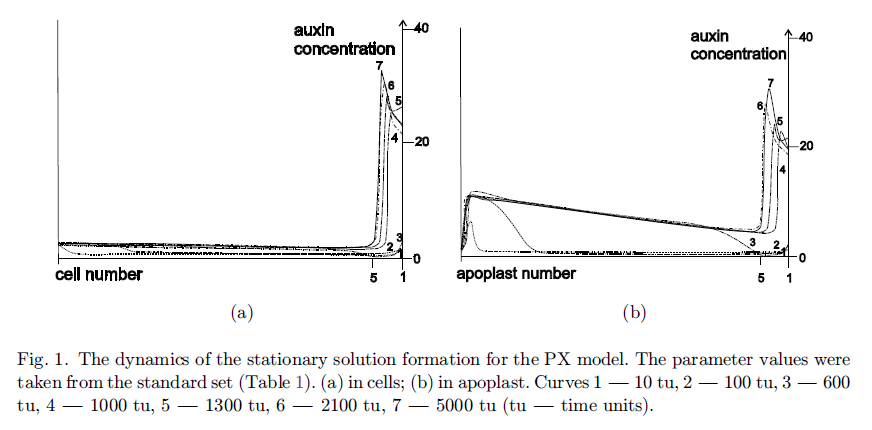 auxin
concentration
40
7
6
5
4
20
3
2
0
cell number
5
1
auxin
concentration
40
7
6
5
4
20
3
2
1
0
apoplast number
5
1
(a)
(b)
Fig. 1. The dynamics of the stationary solution formation for the PX model. The parameter values were
taken from the standard set (Table 1). (a) in cells; (b) in apoplast. Curves 1 — 10 tu, 2 — 100 tu, 3 — 600
tu, 4 — 1000 tu, 5 — 1300 tu, 6 — 2100 tu, 7 — 5000 tu (tu — time units).